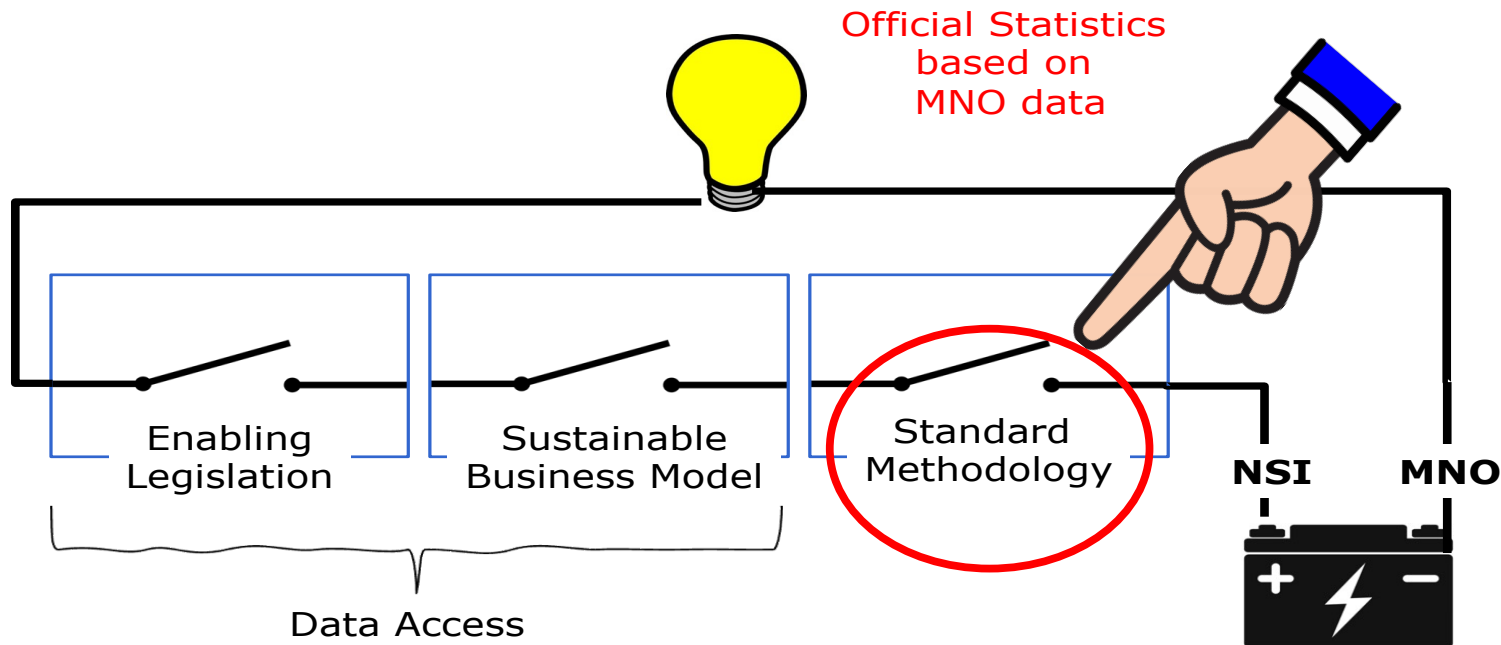 Official Statistics
based on
MNO data
Enabling
Legislation
Sustainable
Business Model
Standard
Methodology
NSI
MNO
Data Access